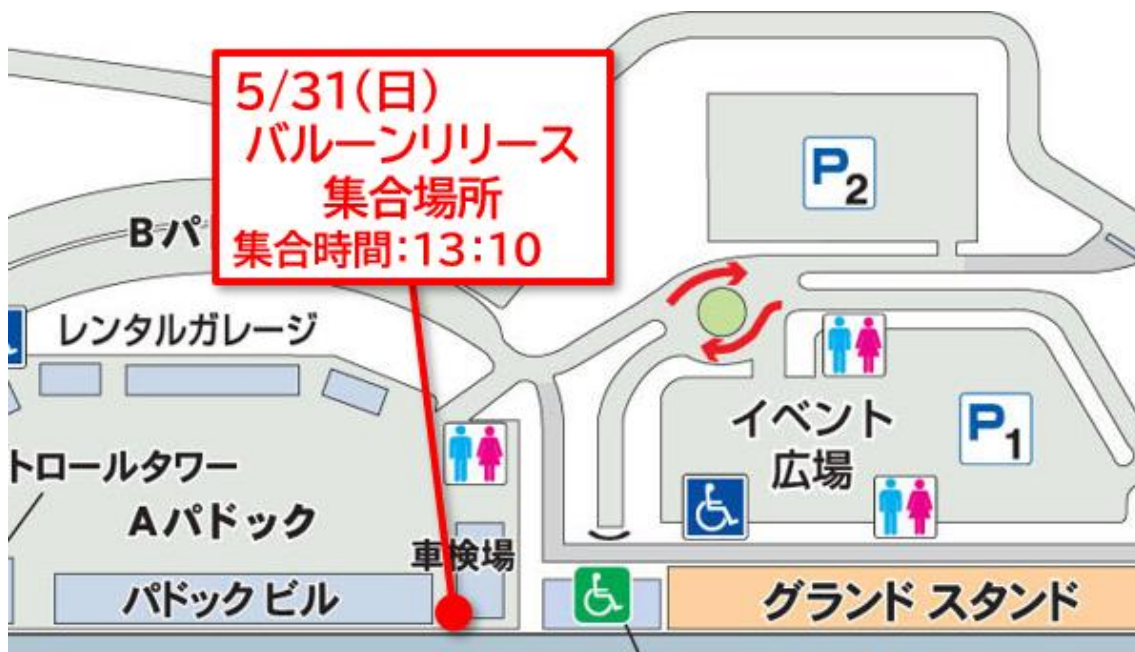 5/31(日)
バルーンリリース
集合場所
集合時間:13:10
P2
Bパ
レンタルガレージ
イベント
広場
P1
トロールタワー
Aパドック
車検場
パドックビル
グランドスタンド